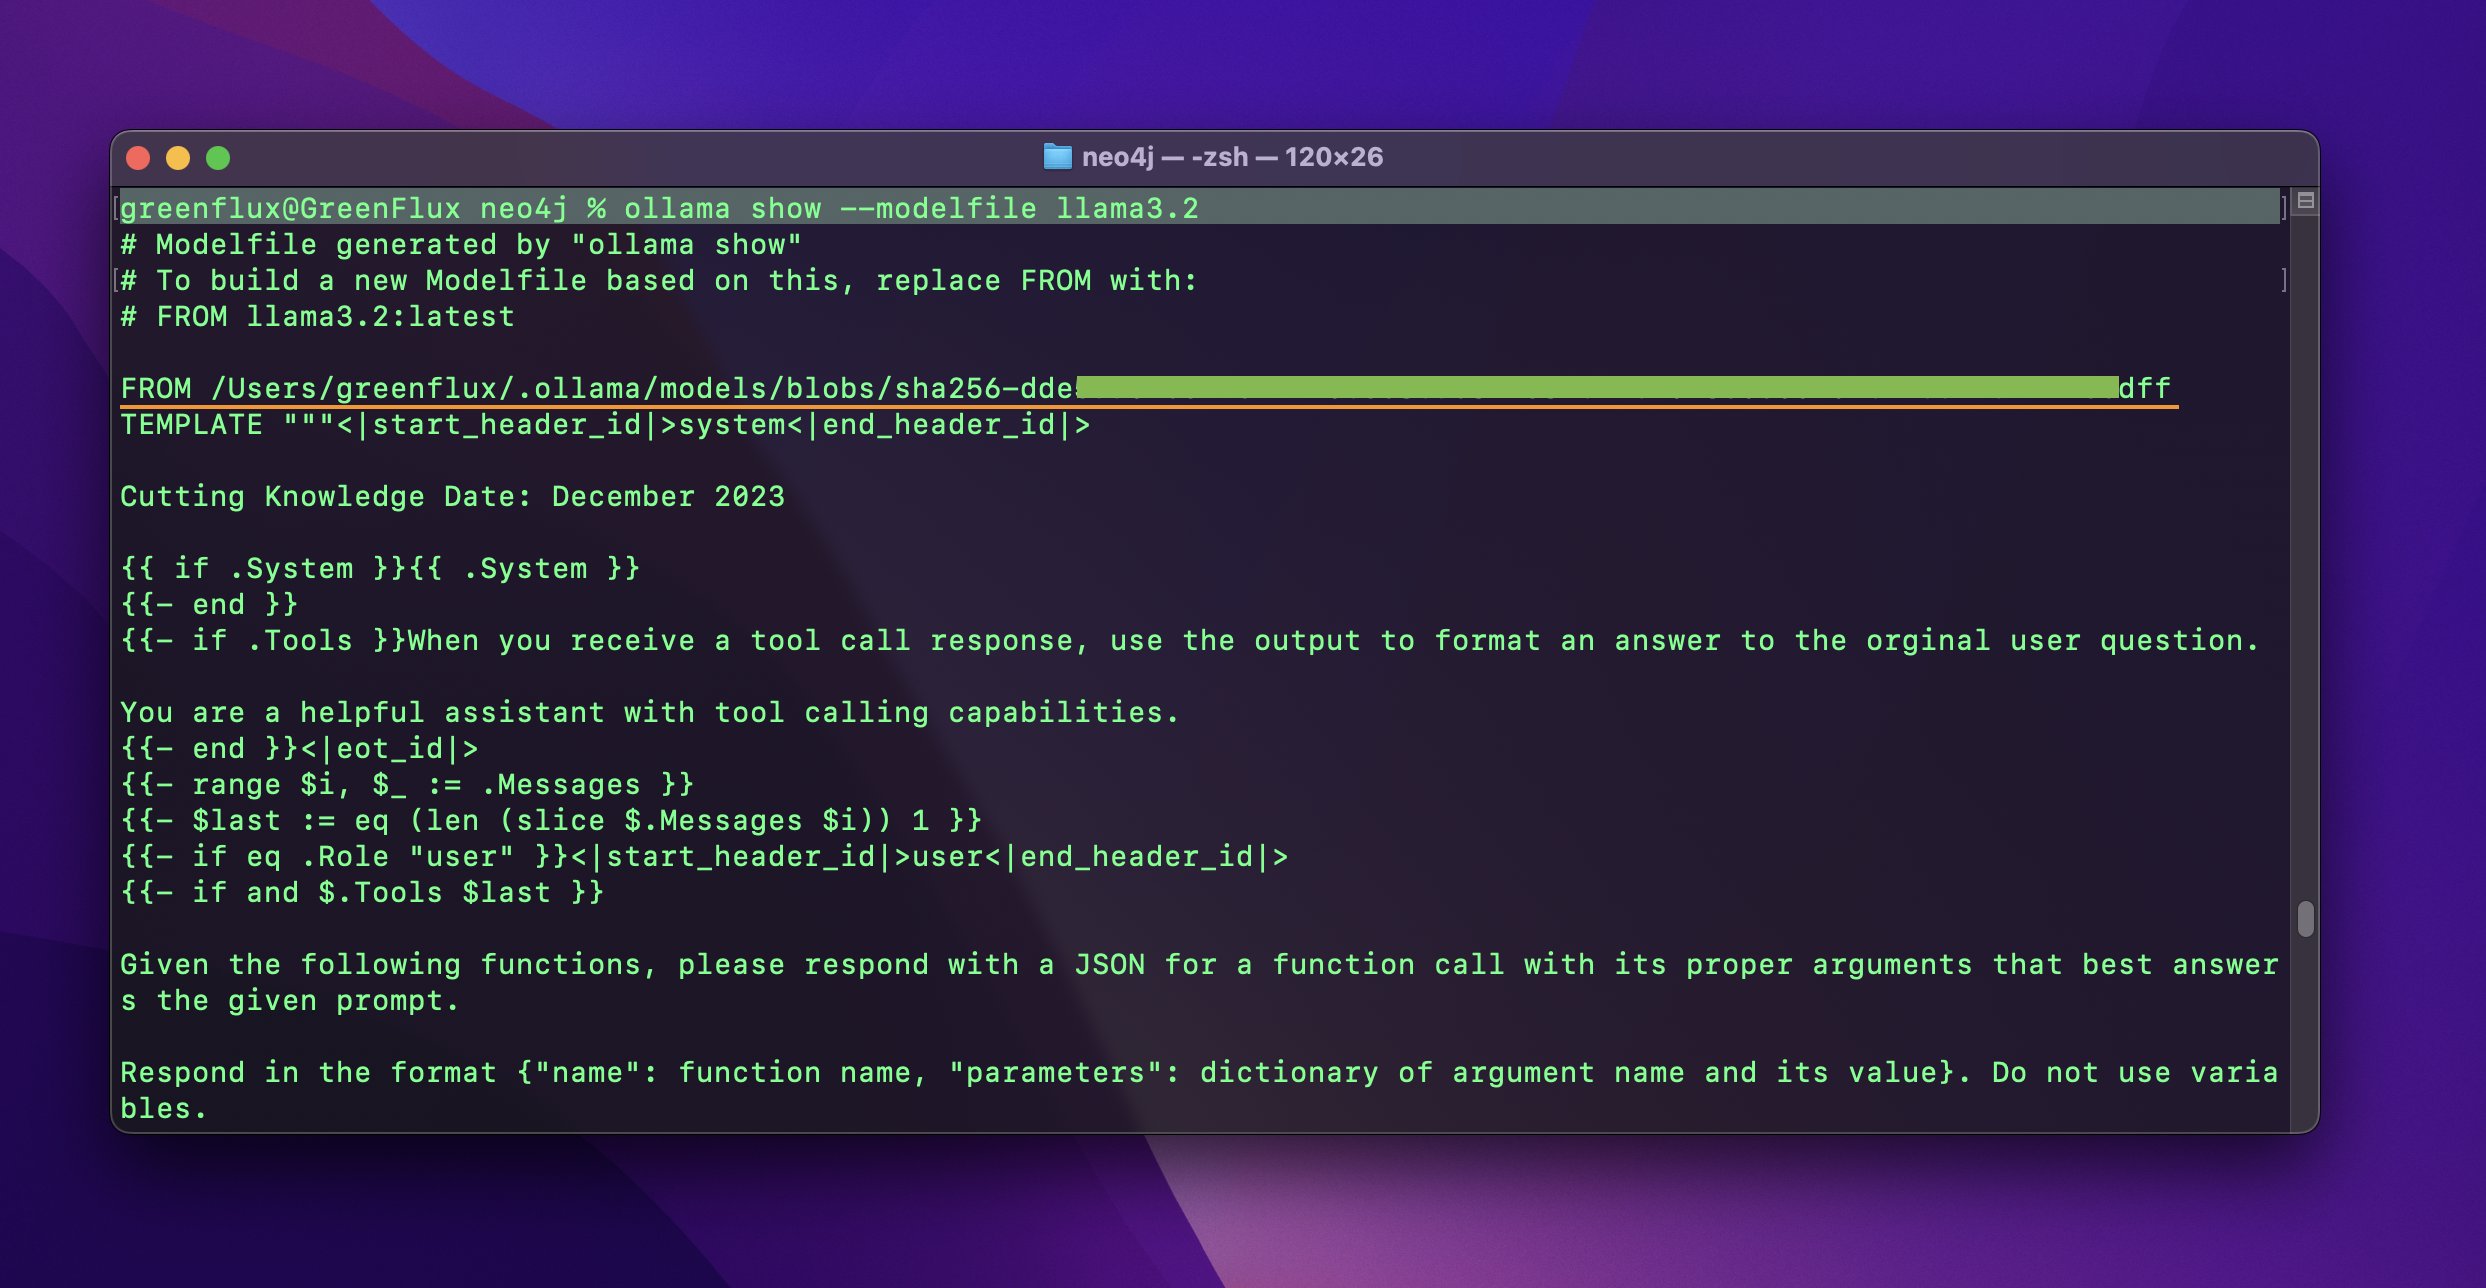 neo4j — -zsh — 120×26
greenflux@GreenFlux neo4j % ollama show --modelfile llama3.2
# Modelfile generated by "ollama show"
# To build a new Modelfile based on this, replace FROM with:
# FROM llama3.2:latest
FROM /Users/greenflux/.ollama/models/blobs/sha256-dde dff
TEMPLATE """<|start_header_id|>system<|end_header_id|>
Cutting Knowledge Date: December 2023
{{ if .System }}{{ .System }}
{{- end }}
{{- if .Tools }}When you receive a tool call response, use the output to format an answer to the orginal user question.
You are a helpful assistant with tool calling capabilities.
{{- end }}<|eot_id|>
{{- range $i, $_ := .Messages }}
{{- $last := eq (len (slice $.Messages $i)) 1 }}
{{- if eq .Role "user" }}<|start_header_id|>user<|end_header_id|>
{{- if and $.Tools $last }}
Given the following functions, please respond with a JSON for a function call with its proper arguments that best answer
s the given prompt.
Respond in the format {"name": function name, "parameters": dictionary of argument name and its value}. Do not use varia
bles.